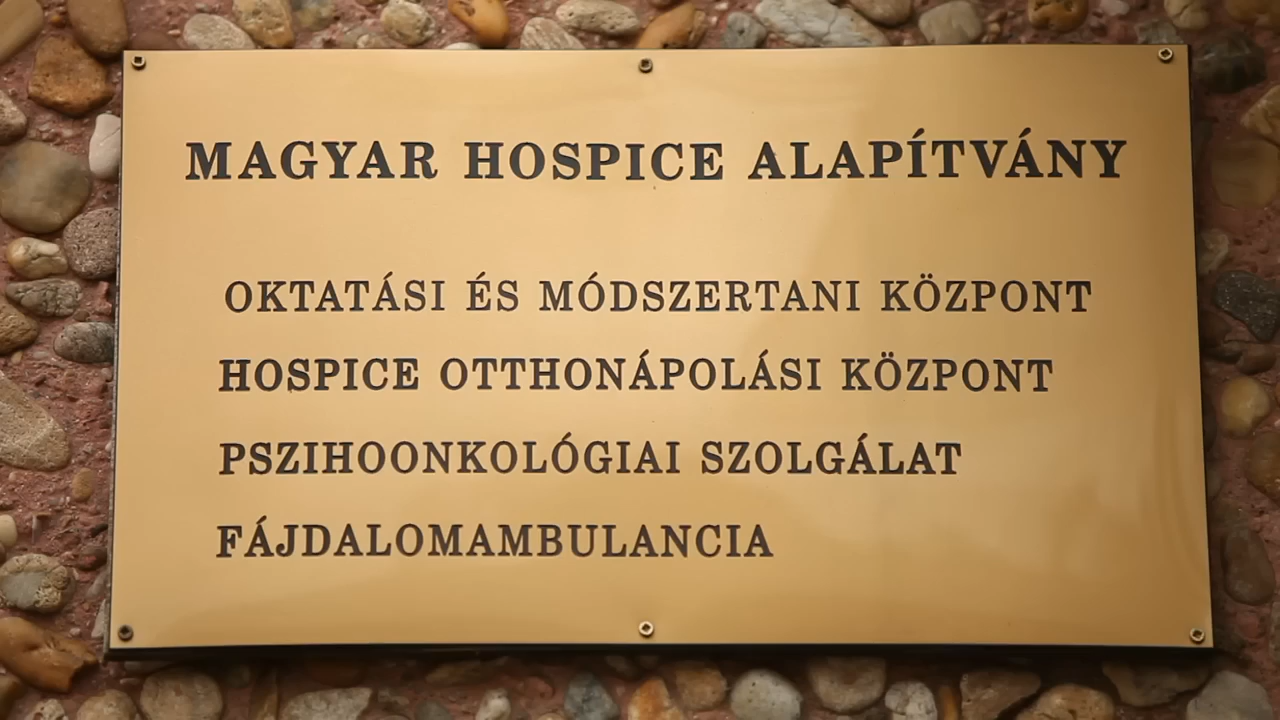 MAGYAR HOSPICE ALAPÍTVÁNY
OKTATÁSI ÉS MÓDSZERTANI KÖZPONT
HOSPICE OTTHONÁPOLÁSI KÖZPONT
PSZIHOONKOLÓGIAI SZOLGÁLAT
FÁJDALOMAMBULANCIA